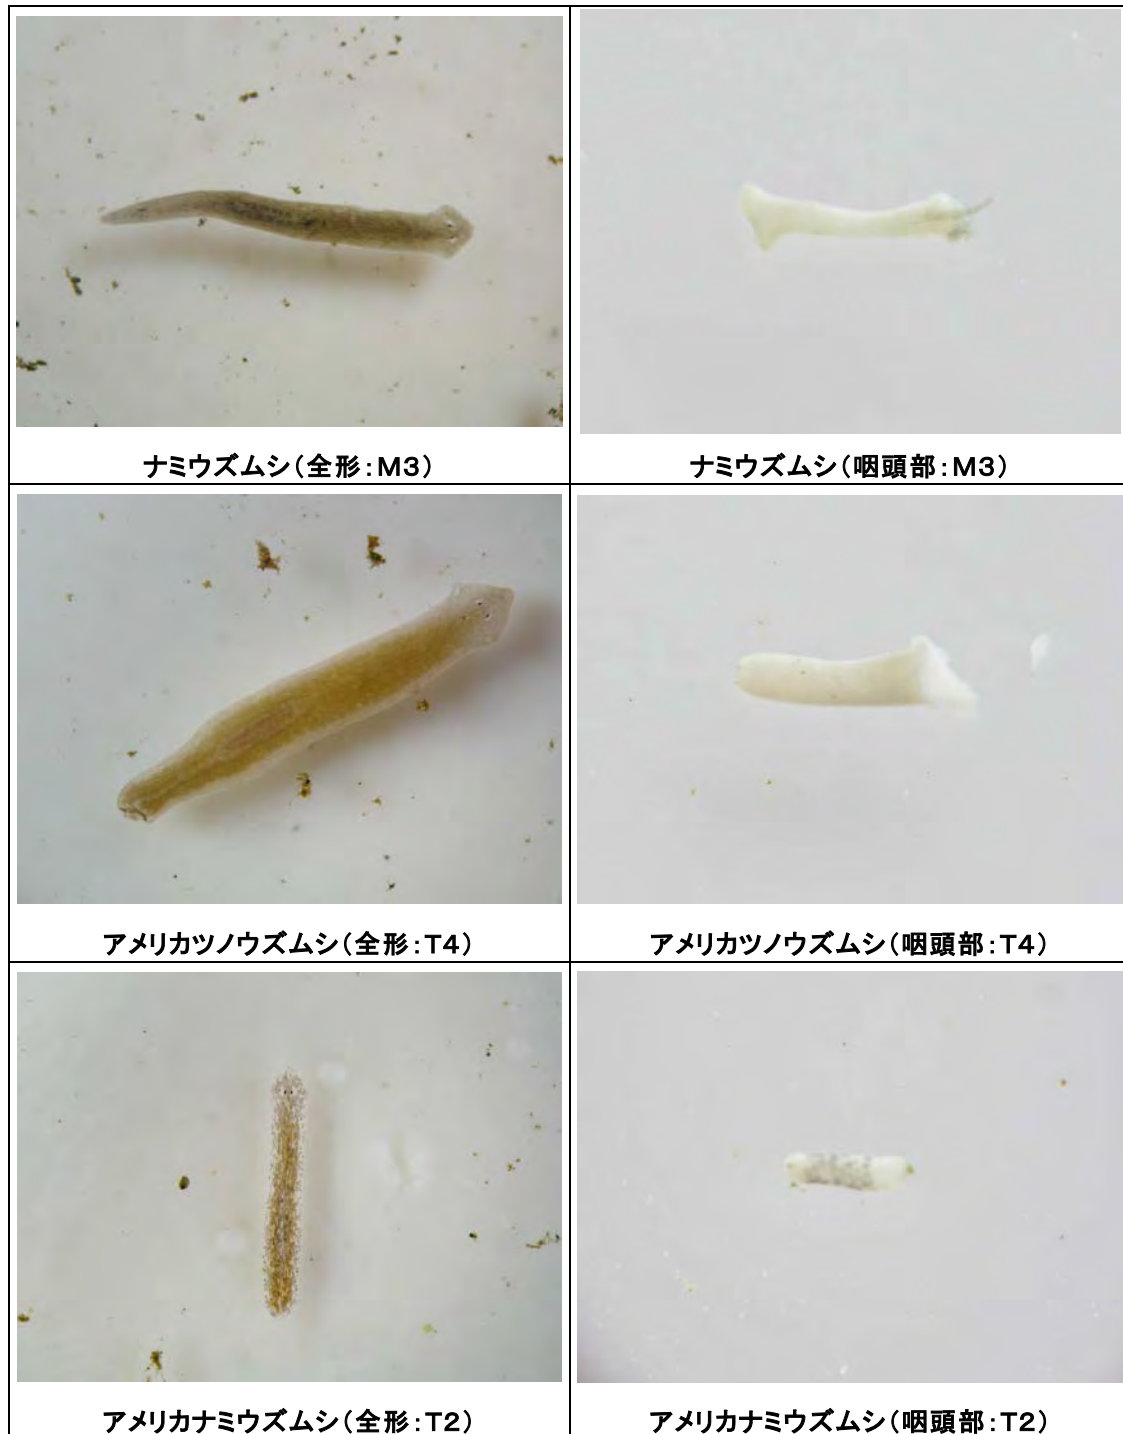 ナミウズムシ（全形：M3）
ナミウズムシ（咽頭部：M3）
アメリカツノウズムシ（全形：T4）
アメリカツノウズムシ（咽頭部：T4）
アメリカナミウズムシ（全形：T2）
アメリカナミウズムシ（咽頭部：T2）